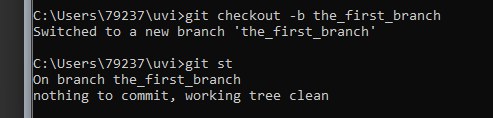 C:\Users\79237\uvi>git checkout -b the_first_branch
Switched to a new branch 'the_first_branch'
C:\Users\79237\uvi>git st
On branch the_first_branch
nothing to commit, working tree clean